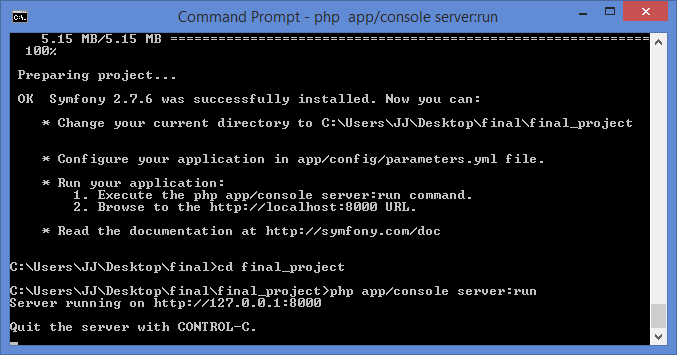 Command Prompt - php  app/console server:run
5.15 MB/5.15 MB ============================================================
100%
Preparing project...
OK  Symfony 2.7.6 was successfully installed. Now you can:
* Change your current directory to C:\Users\JJ\Desktop\final\final_project
* Configure your application in app/config/parameters.yml file.
* Run your application:
1. Execute the php app/console server:run command.
2. Browse to the http://localhost:8000 URL.
* Read the documentation at http://symfony.com/doc
C:\Users\JJ\Desktop\final>cd final_project
C:\Users\JJ\Desktop\final\final_project>php app/console server:run
Server running on http://127.0.0.1:8000
Quit the server with CONTROL-C.